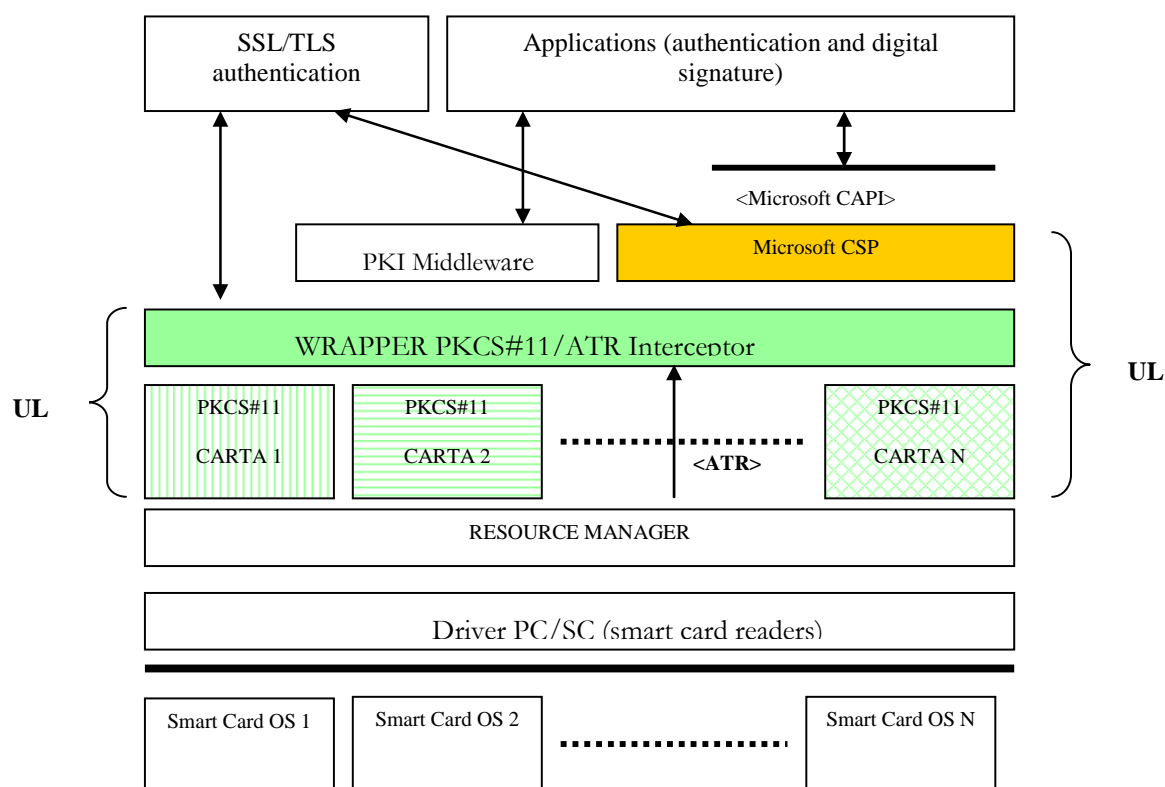 SSL/TLS
authentication
Applications (authentication and digital
signature)
<Microsoft CAPI>
PKI Middleware
Microsoft CSP
WRAPPER PKCS#11/ATR Interceptor
UL
UL
PKCS#11
CARTA 1
PKCS#11
CARTA 2
<ATR>
PKCS#11
CARTA N
RESOURCE MANAGER
Driver PC/SC (smart card readers)
Smart Card OS 1
Smart Card OS 2
Smart Card OS N